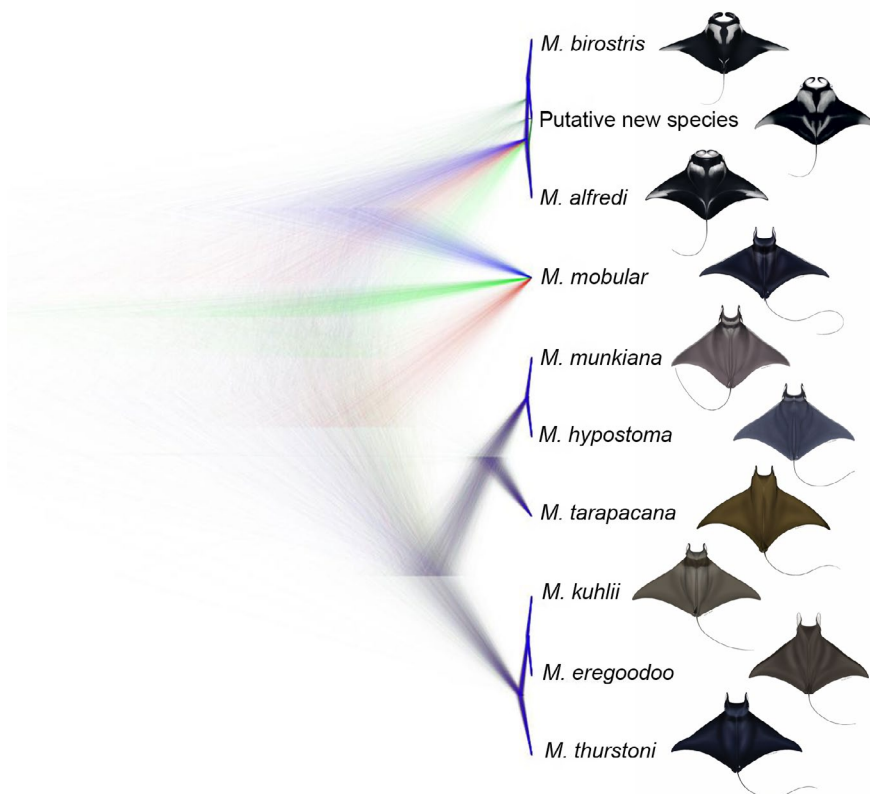 M. birostris
Putative new species
M. alfredi
M. mobular
M. munkiana
M. hypostoma
M. tarapacana
M. kuhlii
M. eregoodoo
M. thurstoni